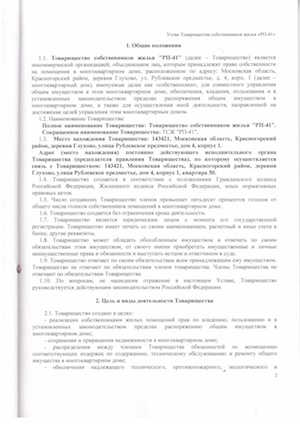 Устав Товарищества собственников жилья «РП-41»
1. Общие положения
1.1. Товарищество собственников жилья "РП-41" (далее - Товарищество) является
некоммерческой организацией, объединением лиц, которым принадлежит право собственности
на помещения в многоквартирном доме, расположенном по адресу: Московская область,
Красногорский район, деревня Глухово, ул. Рублевское предместье, д. 4, корп. 1 (далее -
многоквартирный дом), именуемые далее как «собственники», для совместного управления
общим имуществом в этом многоквартирном доме, обеспечения, владения, пользования и в
установленных законодательством пределах распоряжения общим имуществом в
многоквартирном доме, а также для осуществления иной деятельности, направленной на
достижение целей управления этим многоквартирным домом.
1.2. Наименование Товарищества:
Полное наименование Товарищества: Товарищество собственников жилья "РП-41".
Сокращенное наименование Товарищества: ТСЖ "РП-41".
1.3. Место нахождения Товарищества: 143421, Московская область, Красногорский
район, деревня Глухово, улица Рублевское предместье, дом 4, корпус 1.
Адрес (место нахождения) постоянно действующего исполнительного органа
Товарищества (председателя правления Товарищества), по которому осуществляется
связь с Товариществом: 143421, Московская область, Красногорский район, деревня
Глухово, улица Рублевское предместье, дом 4, корпус 1, квартира 50.
1.4. Товарищество создается в соответствии с положениями Гражданского кодекса
Российской Федерации, Жилищного кодекса Российской Федерации, иных нормативных
правовых актов.
1.5. Число создавших Товарищество членов превышает пятьдесят процентов голосов от
общего числа голосов собственников помещений в многоквартирном доме.
1.6. Товарищество создается без ограничения срока деятельности.
1.7. Товарищество является юридическим лицом с момента его государственной
регистрации. Товарищество имеет печать со своим наименованием, расчетный и иные счета в
банке, другие реквизиты.
1.8. Товарищество может обладать обособленным имуществом и отвечать по своим
обязательствам этим имуществом, от своего имени приобретать имущественные и личные
неимущественные права и обязанности и выступать истцом и ответчиком в суде.
1.9. Товарищество отвечает по своим обязательствам всем принадлежащим ему имуществом.
Товарищество не отвечает по обязательствам членов Товарищества. Члены Товарищества не
отвечают по обязательствам Товарищества.
1.10. По вопросам, не нашедшим отражения в настоящем Уставе, Товарищество
руководствуется действующим законодательством Российской Федерации.
2. Цель и виды деятельности Товарищества
2.1. Товарищество создано в целях:
- реализации собственниками жилых помещений прав по владению, пользованию и в
установленных законодательством пределах распоряжению общим имуществом в
многоквартирном доме;
- сохранения и приращения недвижимости в многоквартирном доме;
- распределения между членами Товарищества обязанностей по возмещению
соответствующих издержек по содержанию, техническому обслуживанию и ремонту общего
имущества в многоквартирном доме;
- обеспечения надлежащего технического, противопожарного, экологического и
2